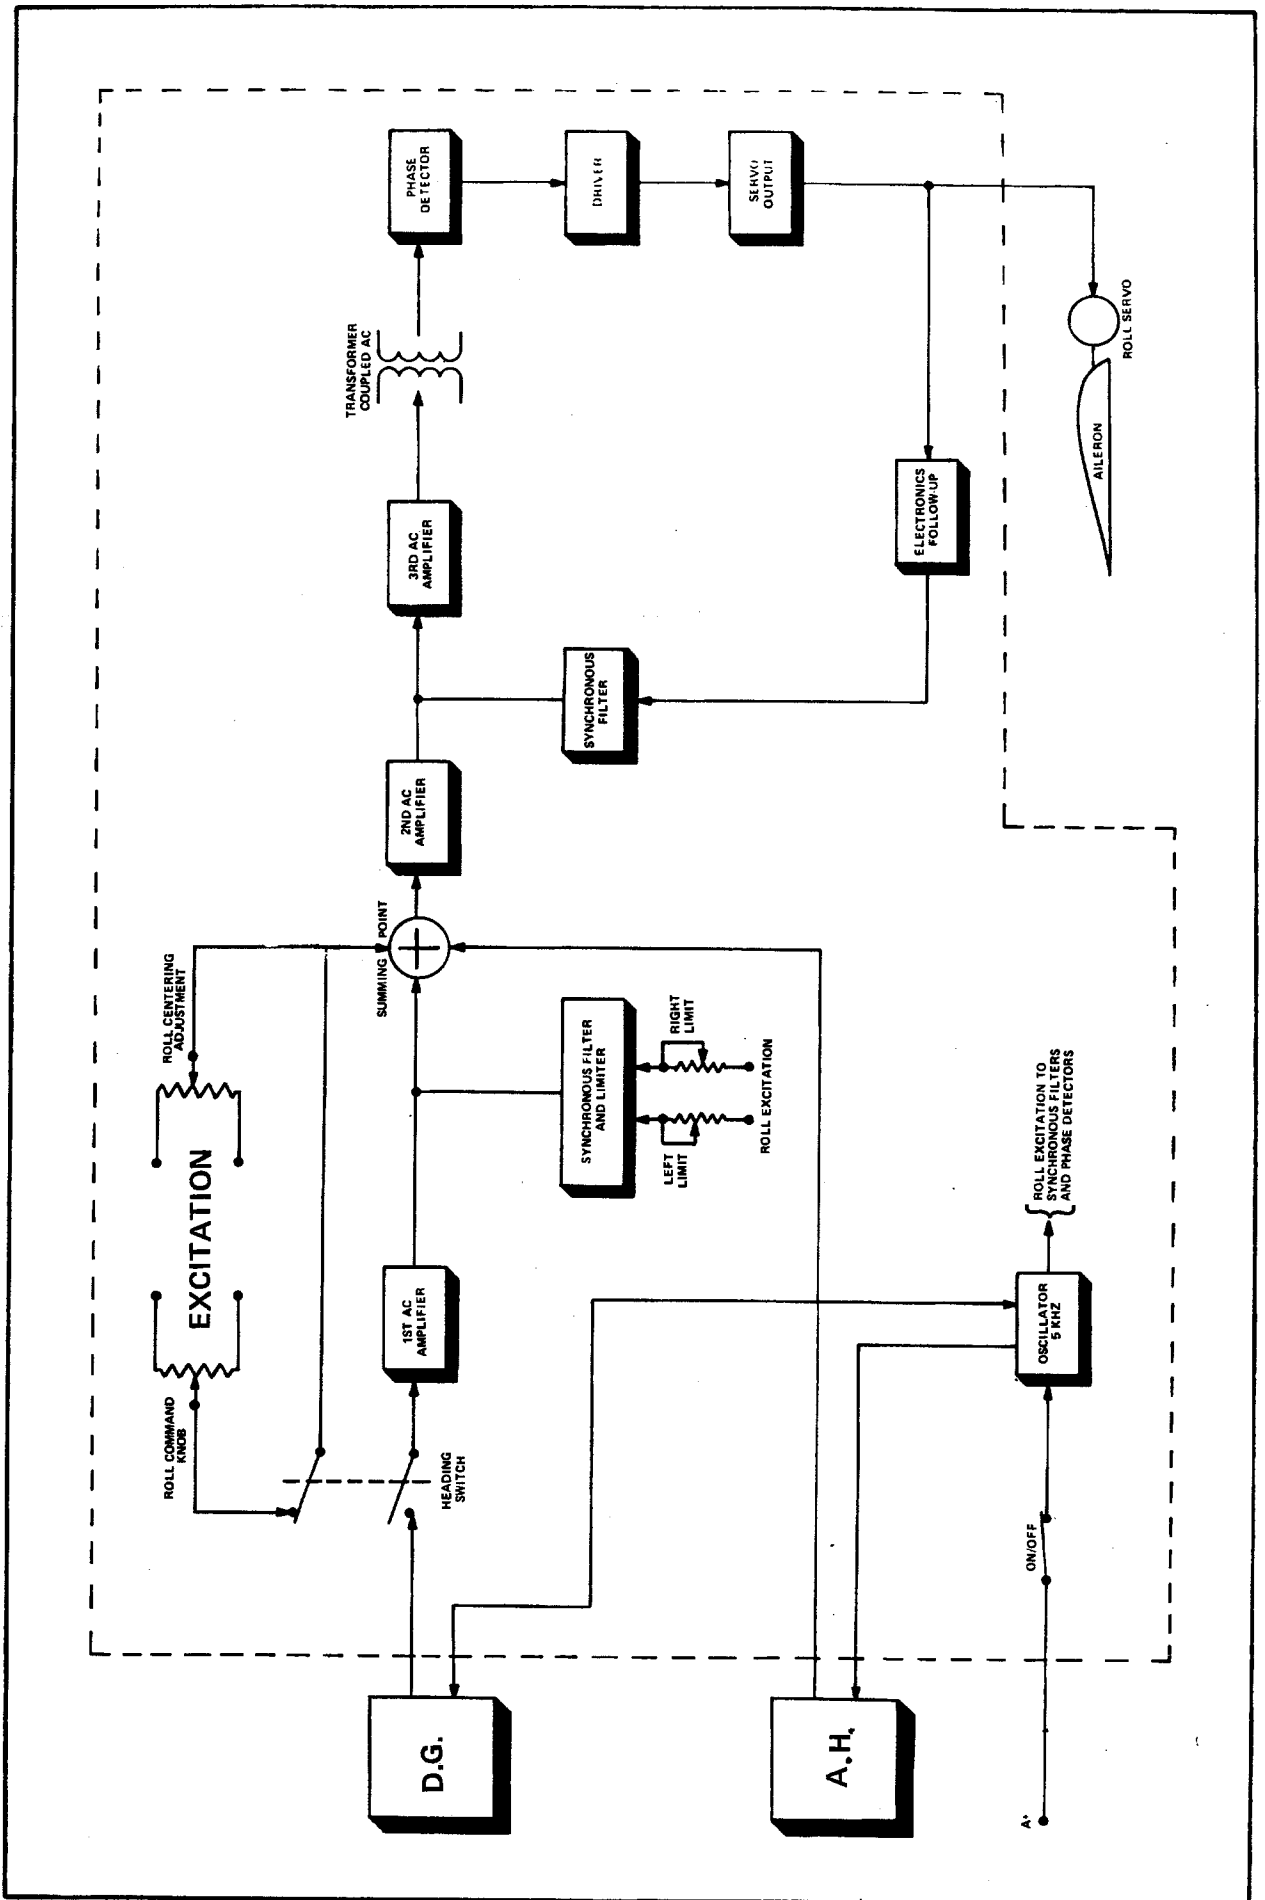 ROLL COMMAND
KNOB
EXCITATION
ROLL CENTERING
ADJUSTMENT
HEADING
SWITCH
1ST AC
AMPLIFIER
SUMMING POINT
2ND AC
AMPLIFIER
3RD AC
AMPLIFIER
TRANSFORMER
COUPLED AC
PHASE
DETECTOR
D.G.
SYNCHRONOUS FILTER
AND LIMITER
LEFT
LIMIT
RIGHT
LIMIT
ROLL EXCITATION
SYNCHRONOUS
FILTER
DRIVER
SERVO
OUTPUT
A.H.
ELECTRONICS
FOLLOW-UP
A+
ON/OFF
OSCILLATOR
5 KHZ
ROLL EXCITATION TO
SYNCHRONOUS FILTERS
AND PHASE DETECTORS
AILERON
ROLL SERVO